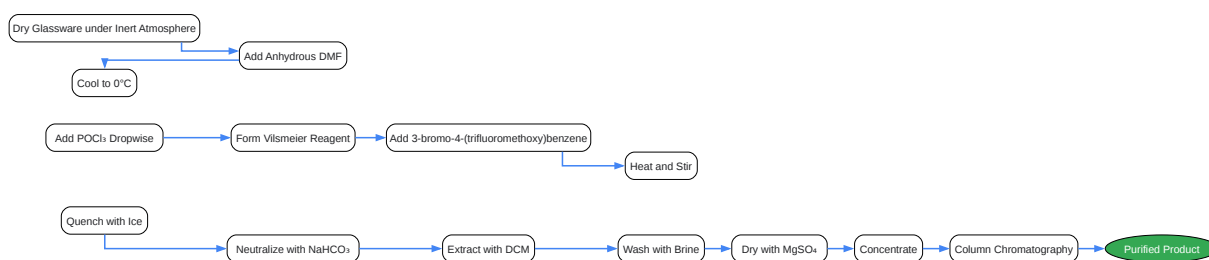 Dry Glassware under Inert Atmosphere
Add Anhydrous DMF
Cool to 0°C
Add POCl₃ Dropwise
Form Vilsmeier Reagent
Add 3-bromo-4-(trifluoromethoxy)benzene
Heat and Stir
Quench with Ice
Neutralize with NaHCO₃
Extract with DCM
Wash with Brine
Dry with MgSO₄
Concentrate
Column Chromatography
Purified Product